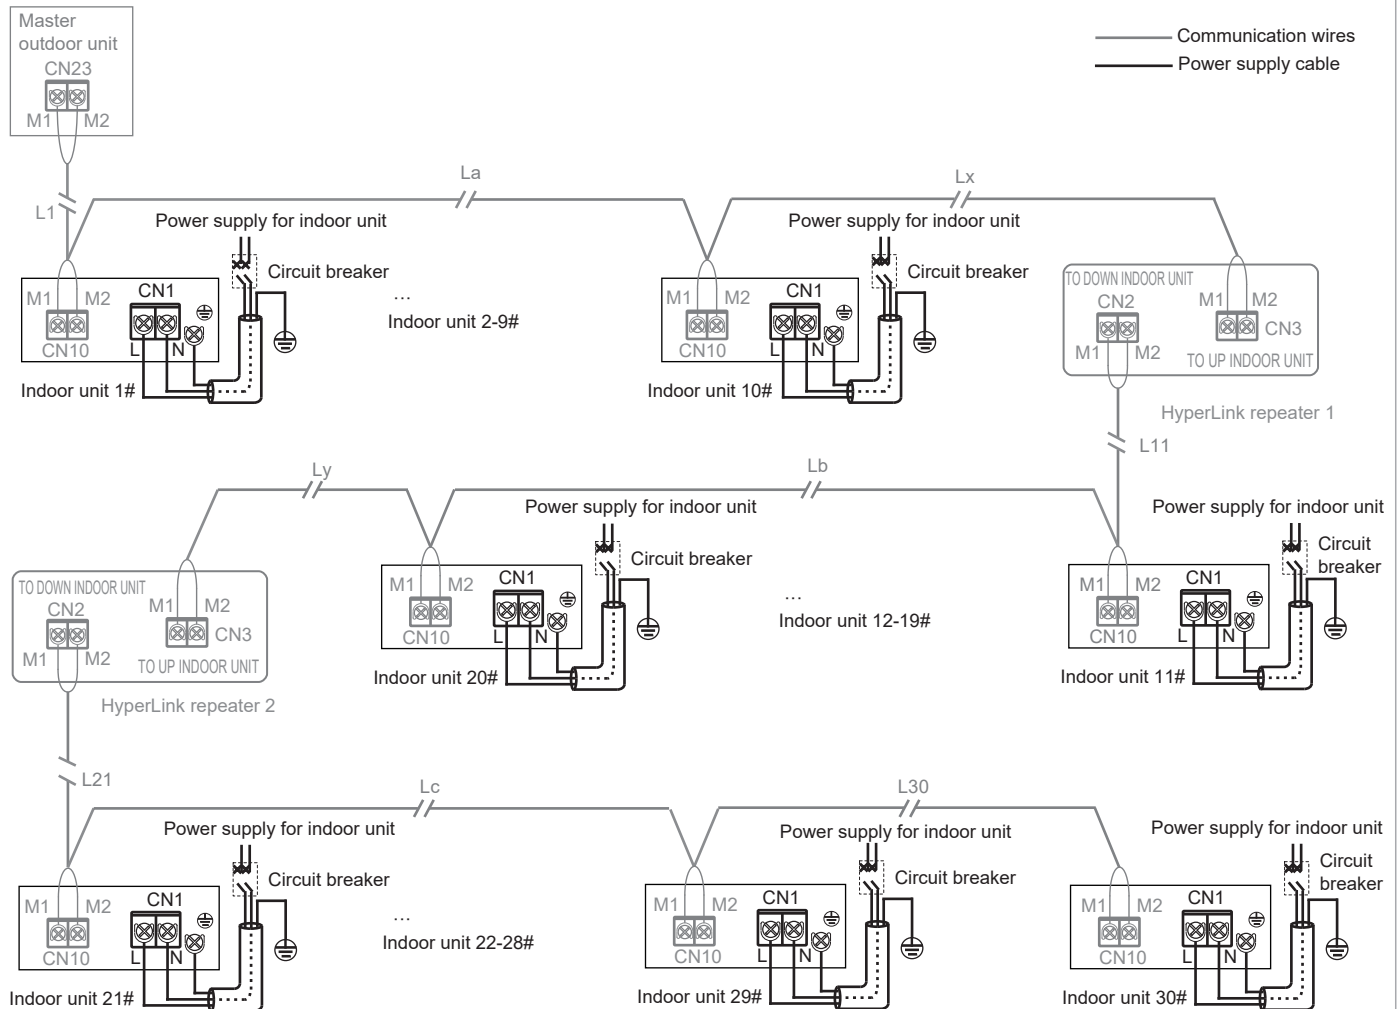 Master
outdoor unit
CN23
M1 M2
Communication wires
Power supply cable
L1
La
Lx
Power supply for indoor unit
Circuit breaker
M1 M2
CN1
CN10
L N
Indoor unit 1#
...
Indoor unit 2-9#
Power supply for indoor unit
Circuit breaker
M1 M2
CN1
CN10
L N
Indoor unit 10#
TO DOWN INDOOR UNIT
CN2
M1 M2
M1 M2
CN3
TO UP INDOOR UNIT
HyperLink repeater 1
L11
Ly
Lb
TO DOWN INDOOR UNIT
CN2
M1 M2
M1 M2
CN3
TO UP INDOOR UNIT
HyperLink repeater 2
Power supply for indoor unit
Circuit breaker
M1 M2
CN1
CN10
L N
Indoor unit 20#
...
Indoor unit 12-19#
Power supply for indoor unit
Circuit
breaker
M1 M2
CN1
CN10
L N
Indoor unit 11#
L21
Lc
L30
Power supply for indoor unit
Circuit breaker
M1 M2
CN1
CN10
L N
Indoor unit 21#
...
Indoor unit 22-28#
Power supply for indoor unit
Circuit breaker
M1 M2
CN1
CN10
L N
Indoor unit 29#
Power supply for indoor unit
Circuit
breaker
M1 M2
CN1
CN10
L N
Indoor unit 30#